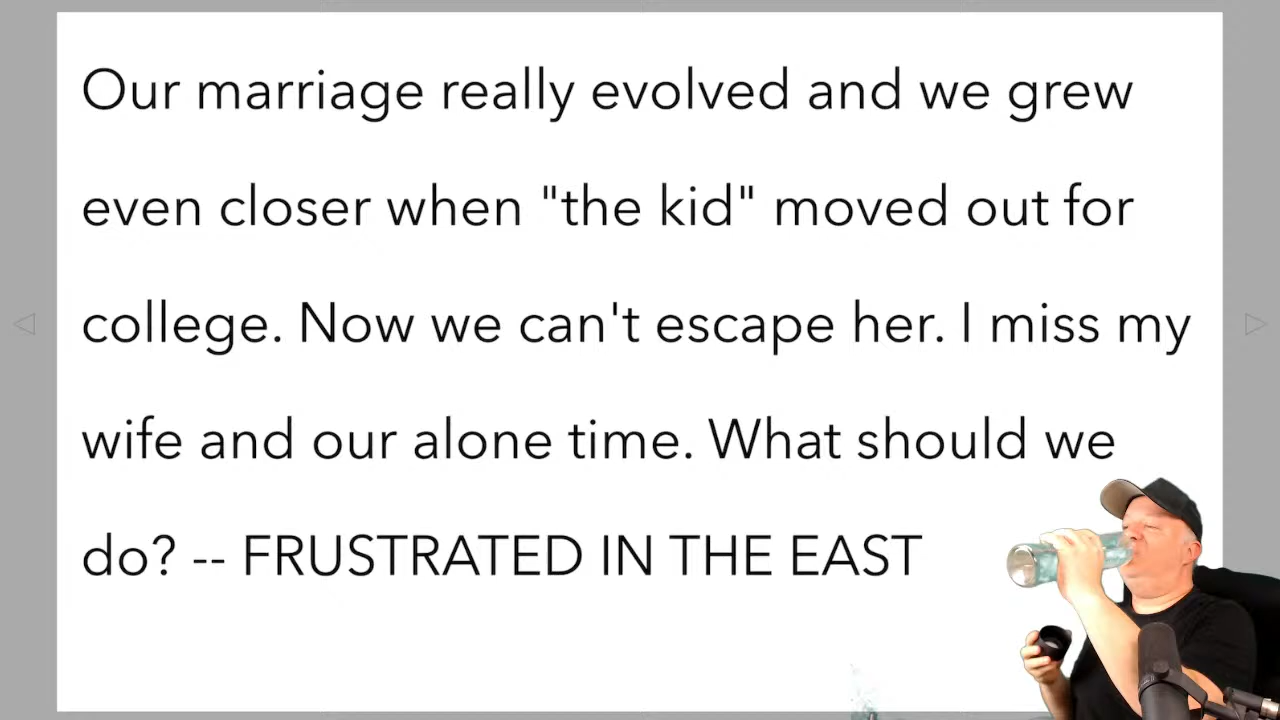 Our marriage really evolved and we grew
even closer when "the kid" moved out for
college. Now we can't escape her. I miss my
wife and our alone time. What should we
do? -- FRUSTRATED IN THE EAST